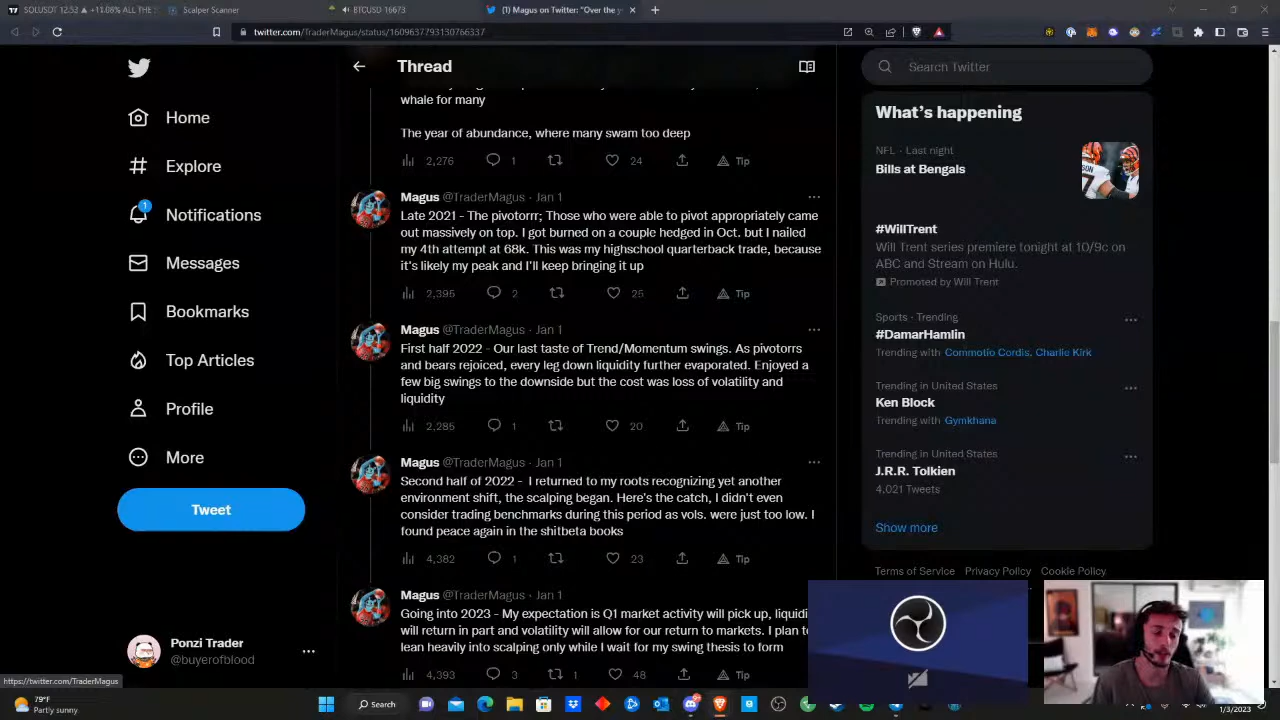 SOLUSDT 12.53 ▲ +11.08% ALL THE
Scalper Scanner
BTCUSD 16673
(1) Magus on Twitter: "Over the y
twitter.com/TraderMagus/status/1609637793130766337
Home
Explore
1
Notifications
Messages
Bookmarks
Top Articles
Profile
More
Tweet
Ponzi Trader
@buyerofblood
Thread
whale for many
The year of abundance, where many swam too deep
2,276 1 24 Tip
Magus @TraderMagus · Jan 1
Late 2021 - The pivotorrr; Those who were able to pivot appropriately came
out massively on top. I got burned on a couple hedged in Oct. but I nailed
my 4th attempt at 68k. This was my highschool quarterback trade, because
it's likely my peak and I'll keep bringing it up
2,395 2 25 Tip
Magus @TraderMagus · Jan 1
First half 2022 - Our last taste of Trend/Momentum swings. As pivotorrs
and bears rejoiced, every leg down liquidity further evaporated. Enjoyed a
few big swings to the downside but the cost was loss of volatility and
liquidity
2,285 1 20 Tip
Magus @TraderMagus · Jan 1
Second half of 2022 - I returned to my roots recognizing yet another
environment shift, the scalping began. Here's the catch, I didn't even
consider trading benchmarks during this period as vols. were just too low. I
found peace again in the shitbeta books
4,382 1 23 Tip
Magus @TraderMagus · Jan 1
Going into 2023 - My expectation is Q1 market activity will pick up, liquidi
will return in part and volatility will allow for our return to markets. I plan t
lean heavily into scalping only while I wait for my swing thesis to form
4,393 3 1 48 Tip
Search Twitter
What's happening
NFL · Last night
Bills at Bengals
#WillTrent
Will Trent series premiere tonight at 10/9c on
ABC and Stream on Hulu.
Promoted by Will Trent
Sports · Trending
#DamarHamlin
Trending with Commotio Cordis, Charlie Kirk
Trending in United States
Ken Block
Trending with Gymkhana
Trending in United States
J.R.R. Tolkien
4,021 Tweets
Show more
Terms of Service Privacy Policy Cookie Policy
https://twitter.com/TraderMagus
79°F
Partly sunny
Search
1/3/2023